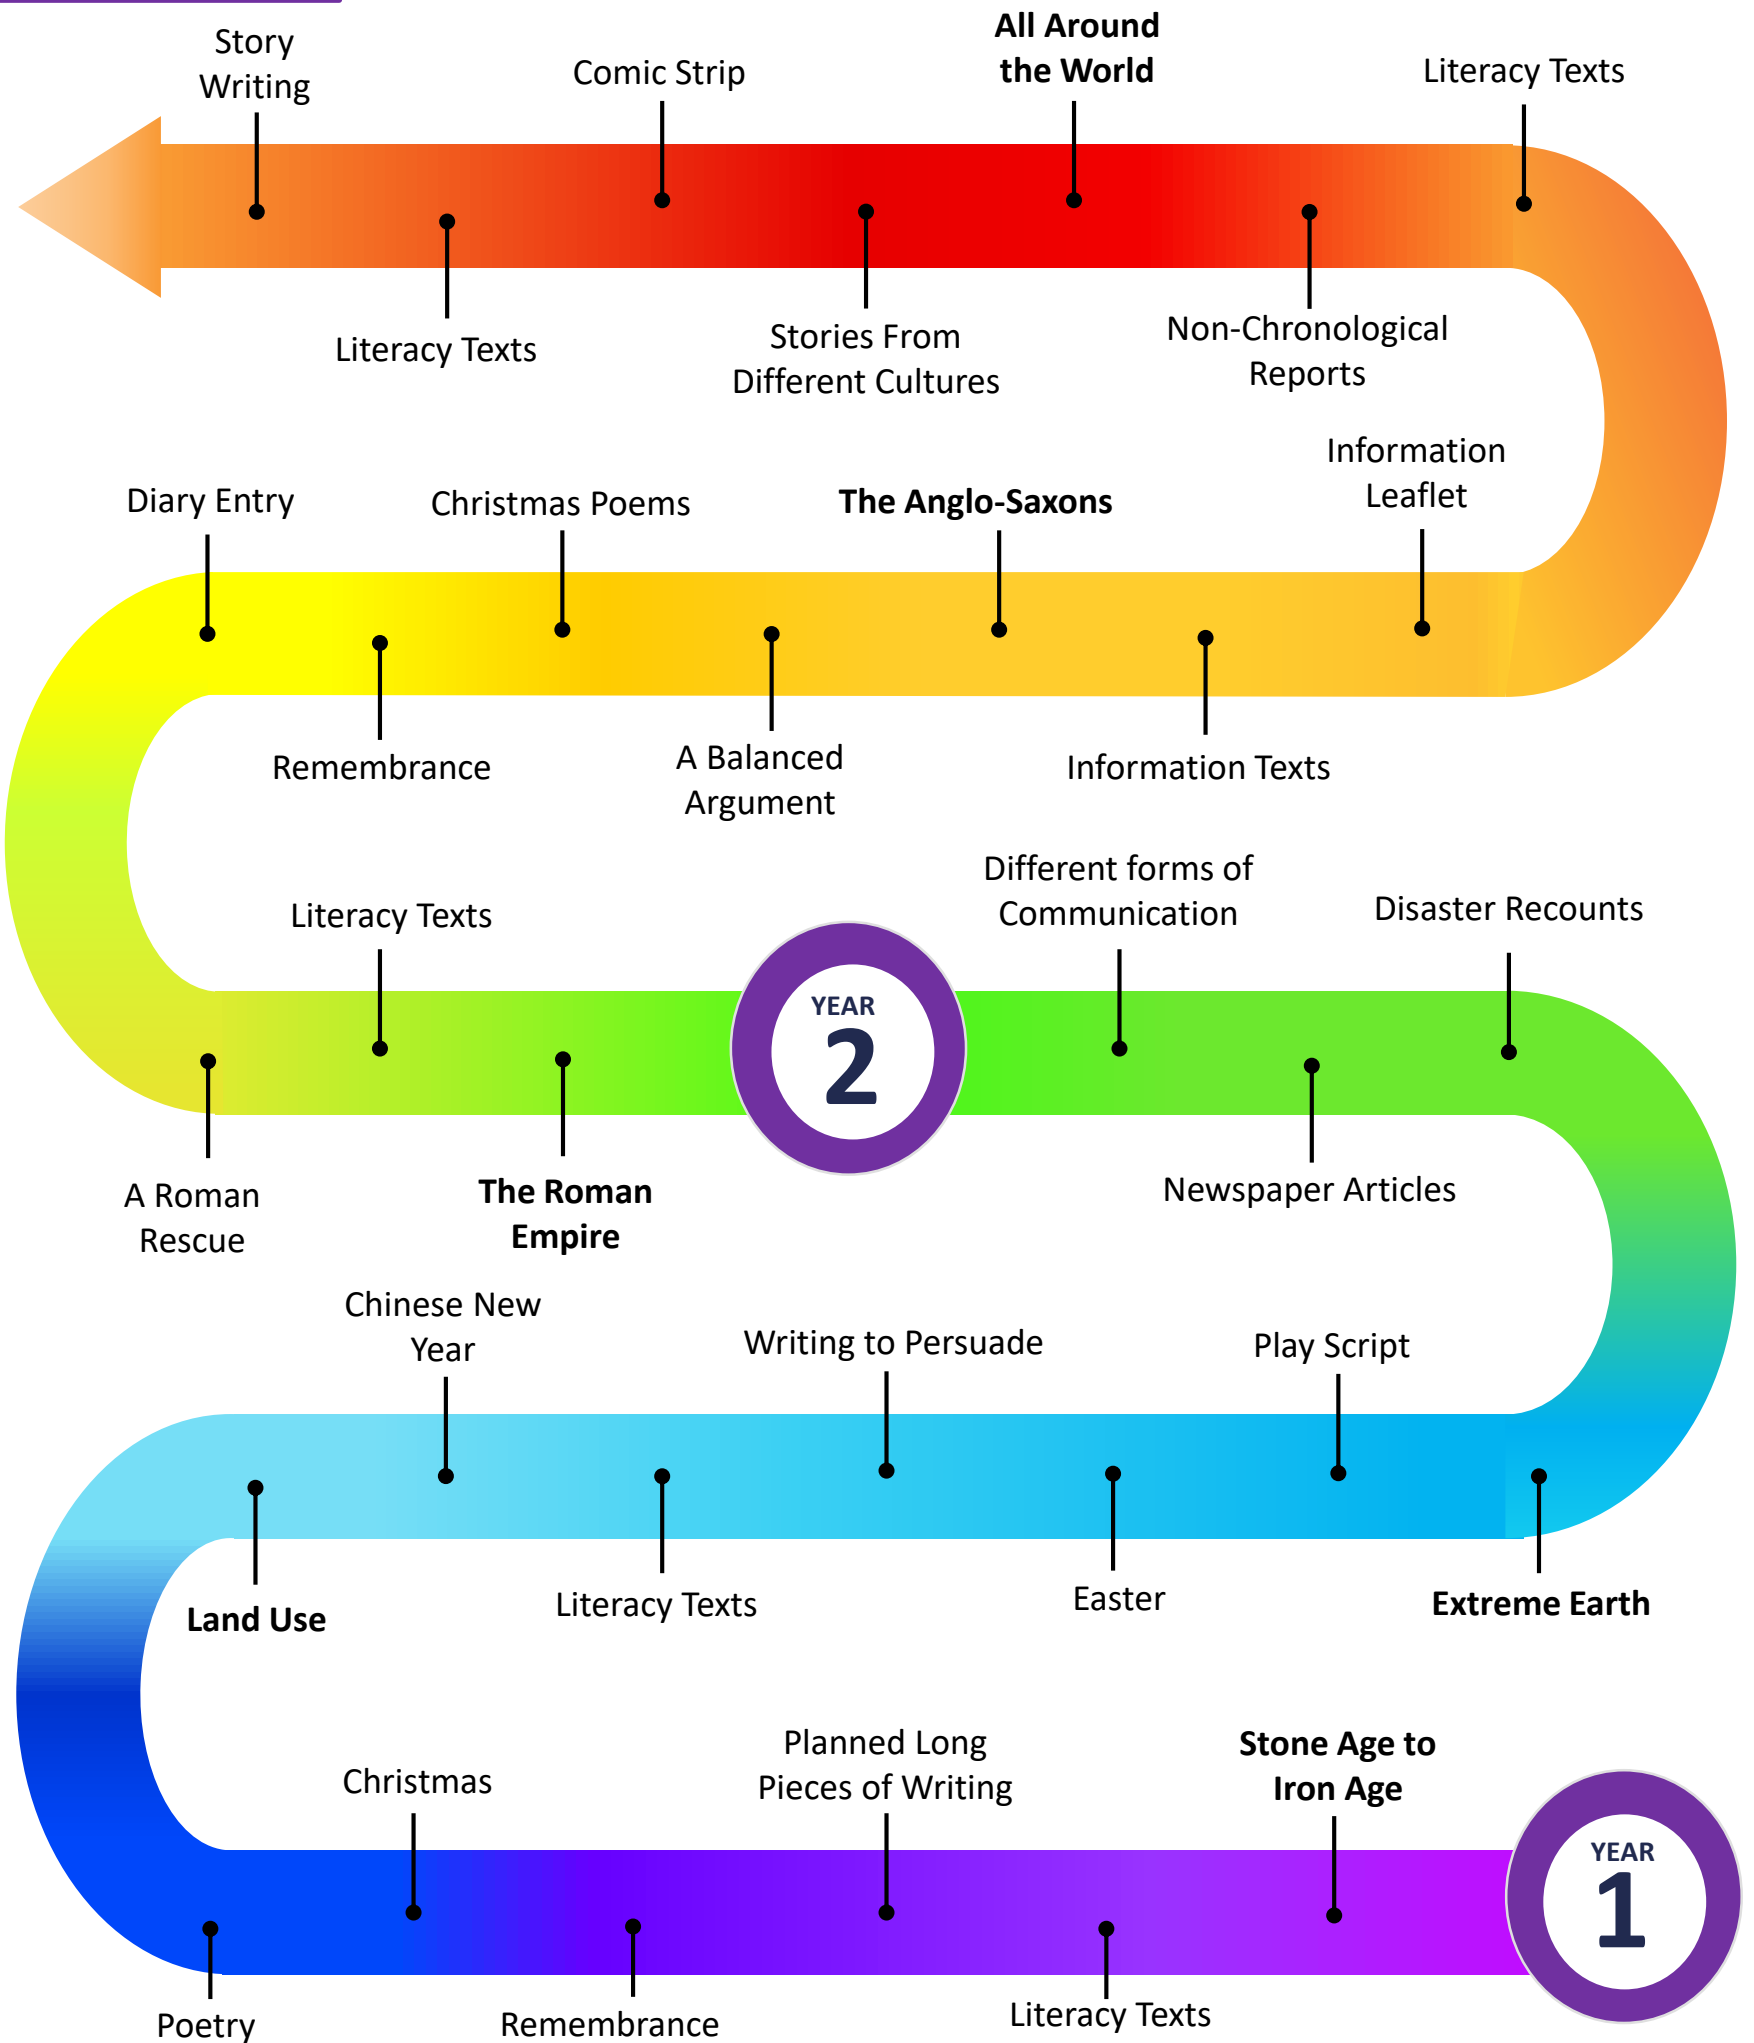 Story
Writing
Comic Strip
All Around
the World
Literacy Texts
Literacy Texts
Stories From
Different Cultures
Non-Chronological
Reports
Diary Entry
Christmas Poems
The Anglo-Saxons
Information
Leaflet
Remembrance
A Balanced
Argument
Information Texts
Literacy Texts
Different forms of
Communication
Disaster Recounts
YEAR
2
A Roman
Rescue
The Roman
Empire
Newspaper Articles
Chinese New
Year
Writing to Persuade
Play Script
Land Use
Literacy Texts
Easter
Extreme Earth
Christmas
Planned Long
Pieces of Writing
Stone Age to
Iron Age
YEAR
1
Poetry
Remembrance
Literacy Texts